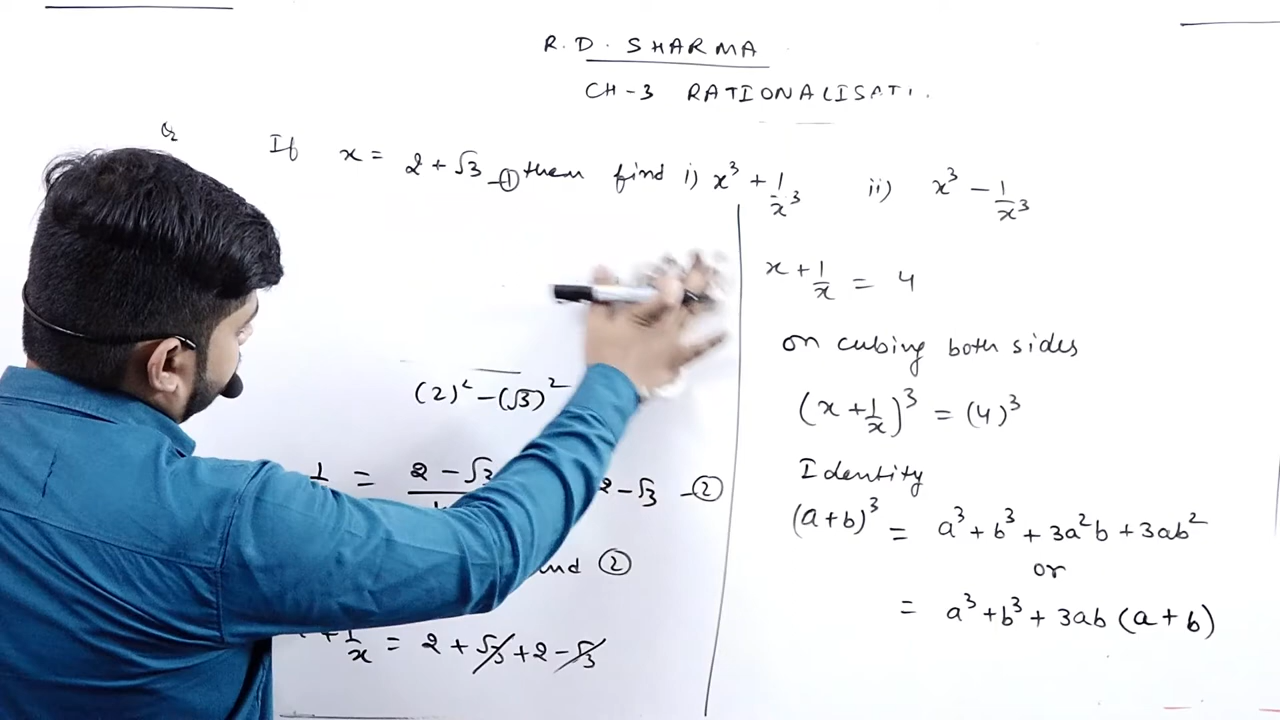 R. D. SHARMA
CH-3 RATIONALISATI
Q
If x = 2 + √3 —① then find i) x³ + 1/x³ ii) x³ − 1/x³
(2)² − (√3)²
= 2 − √3 2 − √3 —②
and ②
+ 1/x = 2 + √3 + 2 − √3
x + 1/x = 4
on cubing both sides
(x + 1/x)³ = (4)³
Identity
(a+b)³ = a³ + b³ + 3a²b + 3ab²
or
= a³ + b³ + 3ab (a + b)